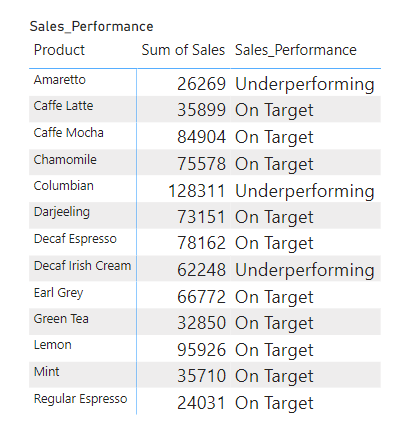 Sales_Performance
Product Sum of Sales Sales_Performance
Amaretto 26269 Underperforming
Caffe Latte 35899 On Target
Caffe Mocha 84904 On Target
Chamomile 75578 On Target
Columbian 128311 Underperforming
Darjeeling 73151 On Target
Decaf Espresso 78162 On Target
Decaf Irish Cream 62248 Underperforming
Earl Grey 66772 On Target
Green Tea 32850 On Target
Lemon 95926 On Target
Mint 35710 On Target
Regular Espresso 24031 On Target